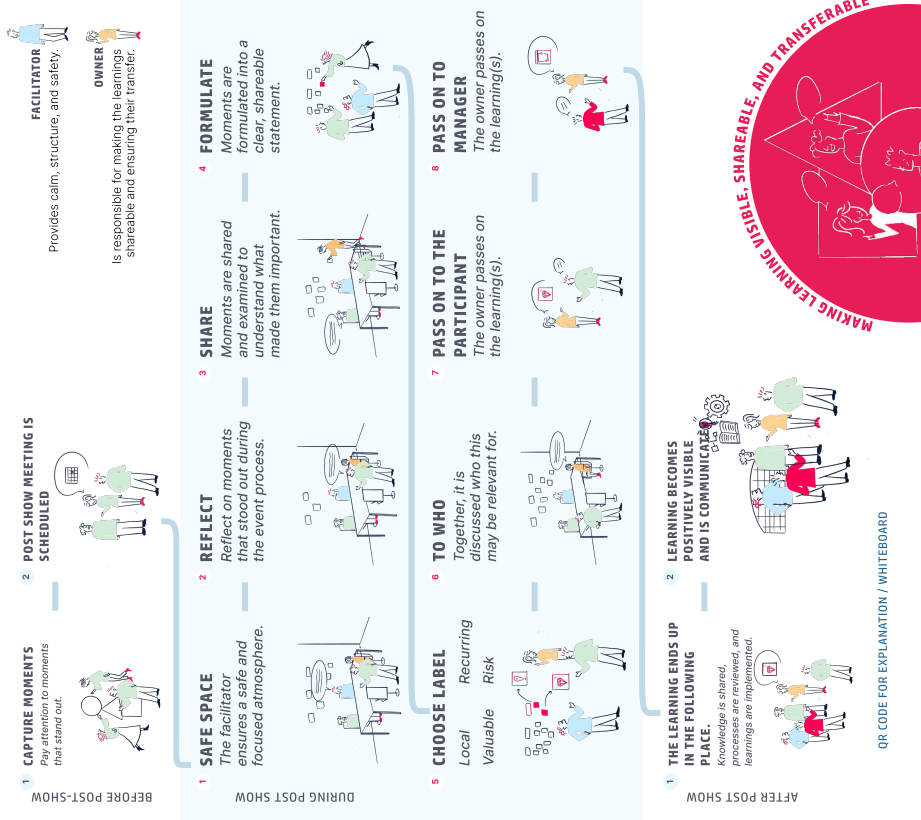 BEFORE POST-SHOW
1
CAPTURE MOMENTS
Pay attention to moments
that stand out.
2
POST SHOW MEETING IS
SCHEDULED
FACILITATOR
Provides calm, structure, and safety.
OWNER
Is responsible for making the learnings
shareable and ensuring their transfer.
DURING POST SHOW
1
SAFE SPACE
The facilitator
ensures a safe and
focused atmosphere.
2
REFLECT
Reflect on moments
that stood out during
the event process.
3
SHARE
Moments are shared
and examined to
understand what
made them important.
4
FORMULATE
Moments are
formulated into a
clear, shareable
statement.
5
CHOOSE LABEL
Local Recurring
Valuable Risk
6
TO WHO
Together, it is
discussed who this
may be relevant for.
7
PASS ON TO THE
PARTICIPANT
The owner passes on
the learning(s).
8
PASS ON TO
MANAGER
The owner passes on
the learning(s).
AFTER POST SHOW
1
THE LEARNING ENDS UP
IN THE FOLLOWING
PLACE.
Knowledge is shared,
processes are reviewed, and
learnings are implemented.
2
LEARNING BECOMES
POSITIVELY VISIBLE
AND IS COMMUNICATED
MAKING LEARNING VISIBLE, SHAREABLE, AND TRANSFERABLE
QR CODE FOR EXPLANATION / WHITEBOARD